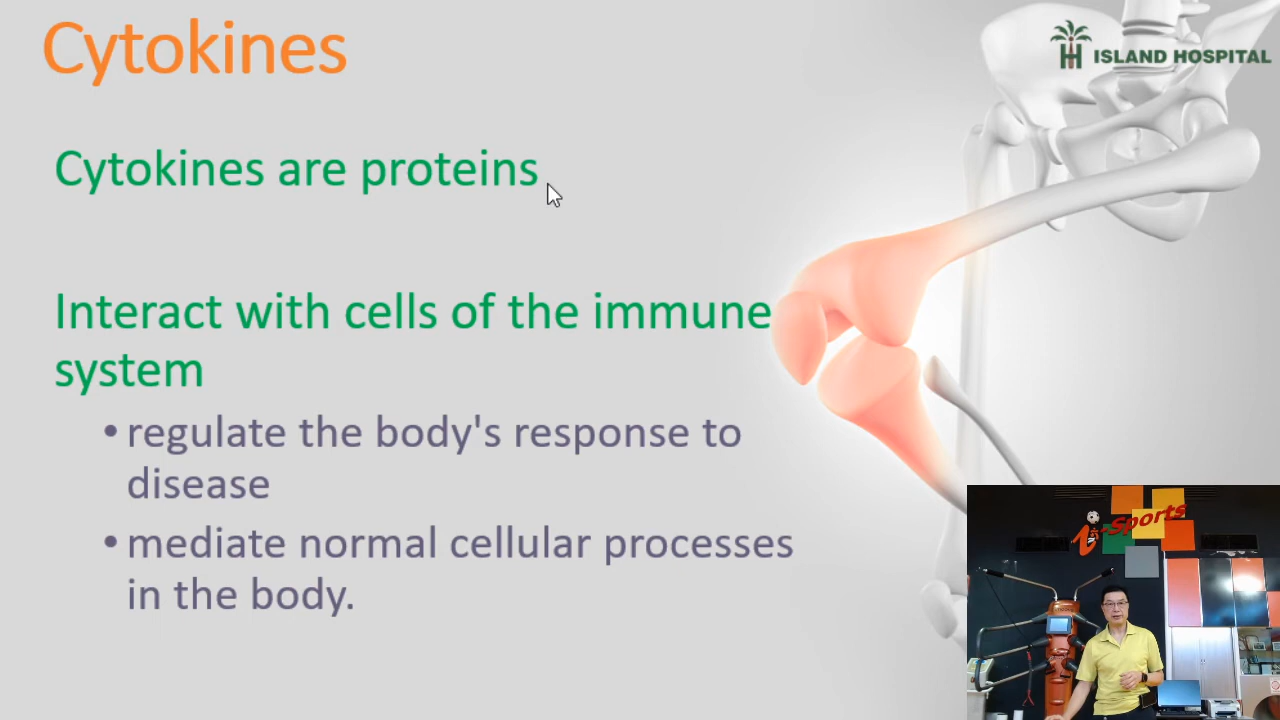 Cytokines
ISLAND HOSPITAL
Cytokines are proteins
Interact with cells of the immune
system
• regulate the body's response to
disease
• mediate normal cellular processes
in the body.
i-Sports